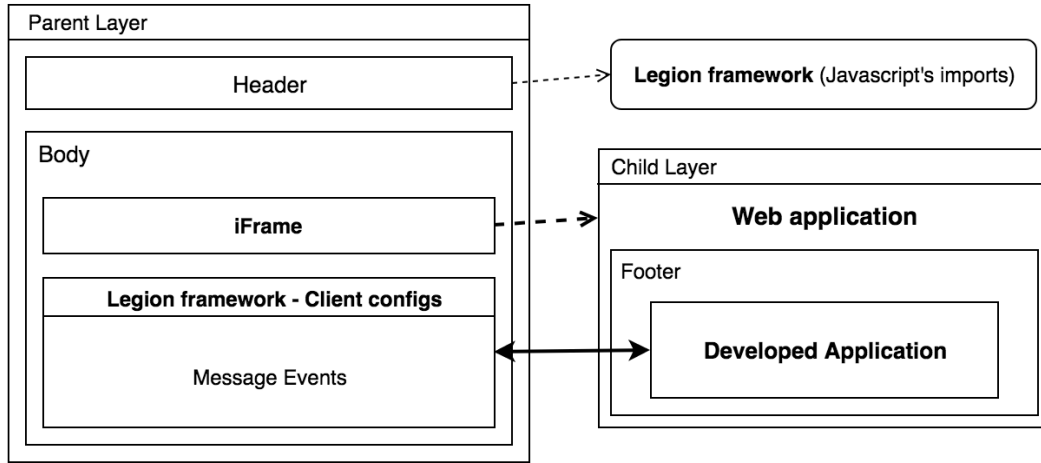 Parent Layer
Header
Legion framework (Javascript's imports)
Body
iFrame
Legion framework - Client configs
Message Events
Child Layer
Web application
Footer
Developed Application